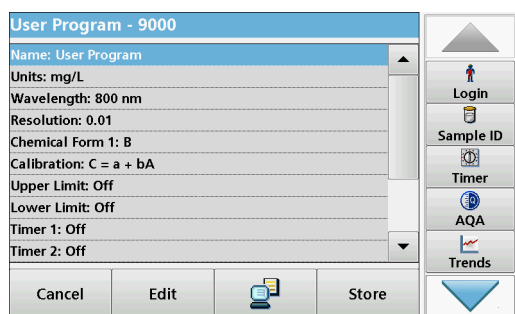 User Program - 9000
Name: User Program
Units: mg/L
Wavelength: 800 nm
Resolution: 0.01
Chemical Form 1: B
Calibration: C = a + bA
Upper Limit: Off
Lower Limit: Off
Timer 1: Off
Timer 2: Off
Cancel
Edit
Store
Login
Sample ID
Timer
AQA
Trends